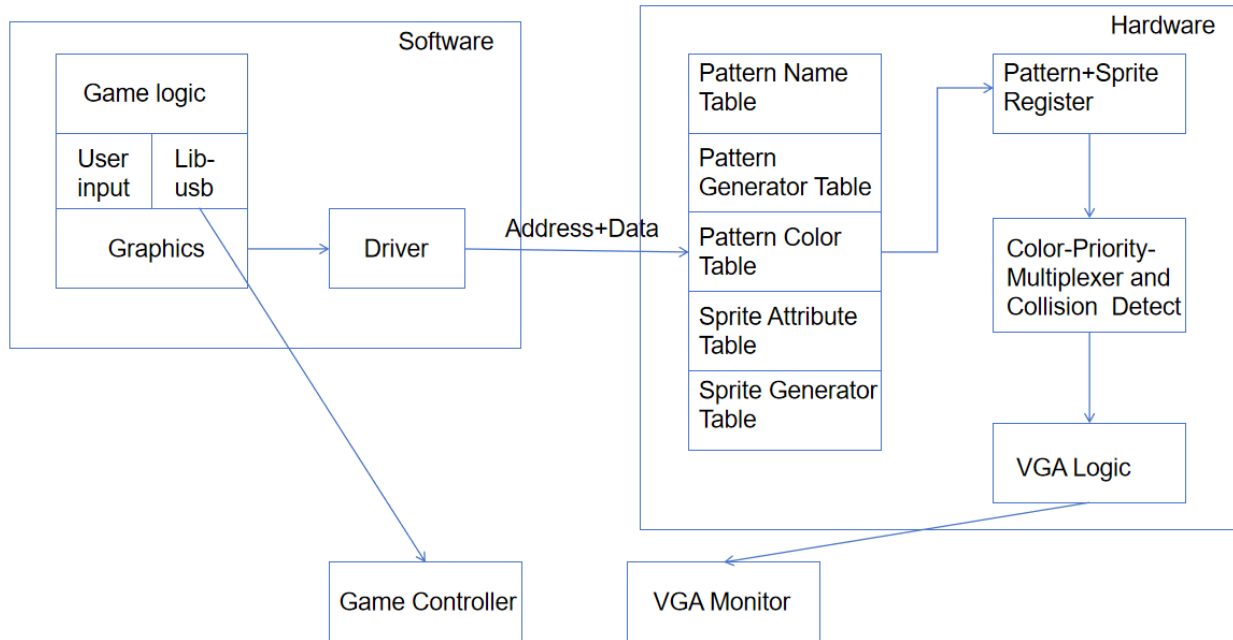 Software
Hardware
Game logic
User
input
Lib-
usb
Graphics
Driver
Address+Data
Pattern Name
Table
Pattern
Generator Table
Pattern Color
Table
Sprite Attribute
Table
Sprite Generator
Table
Pattern+Sprite
Register
Color-Priority-
Multiplexer and
Collision Detect
VGA Logic
Game Controller
VGA Monitor